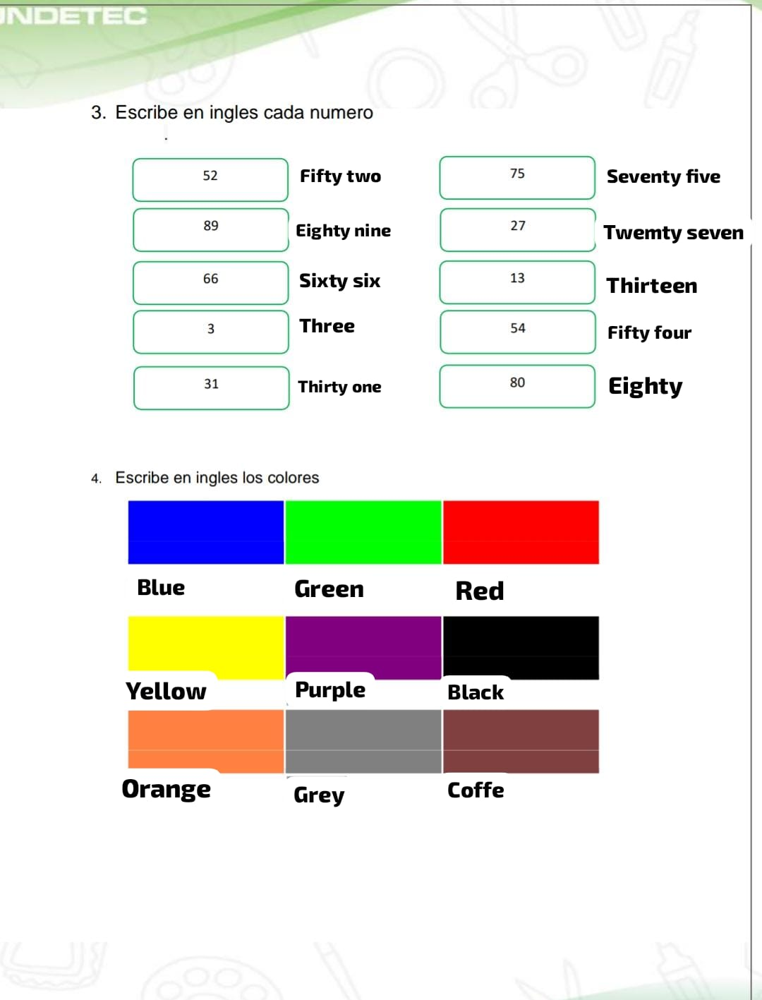 UNDETEC
3. Escribe en ingles cada numero
.
52 Fifty two 75 Seventy five
89 Eighty nine 27 Twemty seven
66 Sixty six 13 Thirteen
3 Three 54 Fifty four
31 Thirty one 80 Eighty
4. Escribe en ingles los colores
Blue Green Red
Yellow Purple Black
Orange Grey Coffe